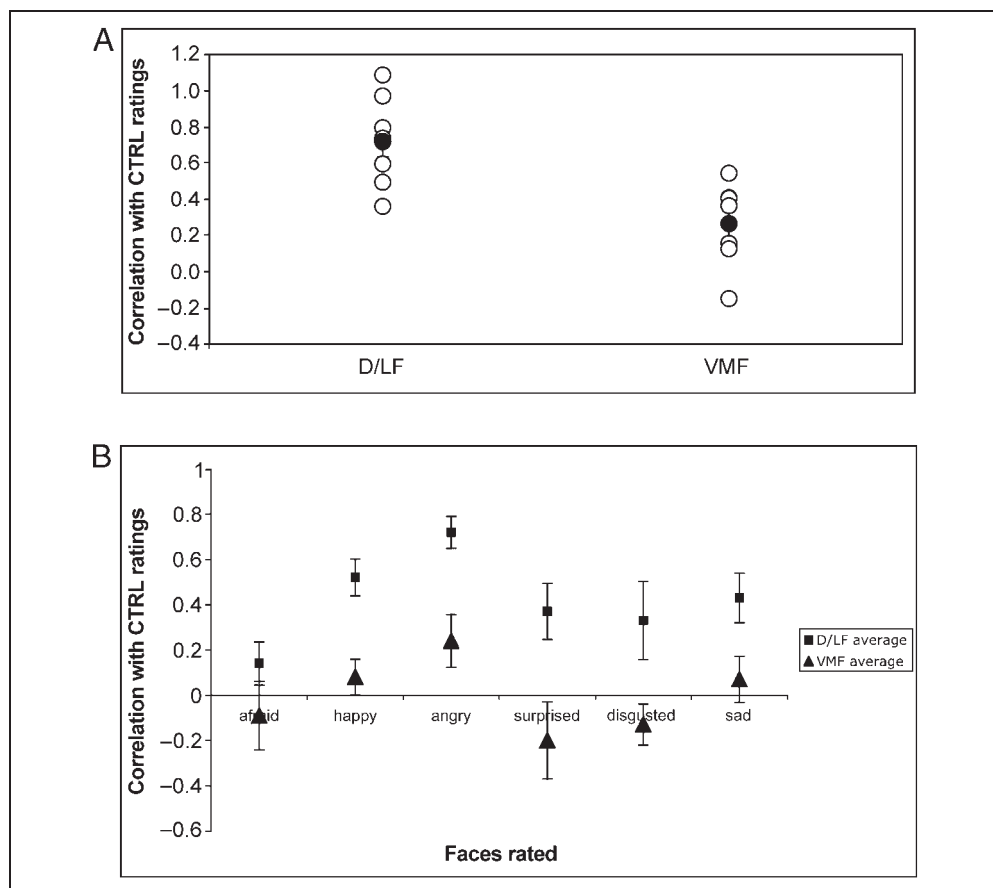 A
Correlation with CTRL ratings
1.2
1.0
0.8
0.6
0.4
0.2
0.0
–0.2
–0.4
D/LF VMF
B
Correlation with CTRL ratings
1
0.8
0.6
0.4
0.2
0
–0.2
–0.4
–0.6
afraid happy angry surprised disgusted sad
Faces rated
D/LF average
VMF average